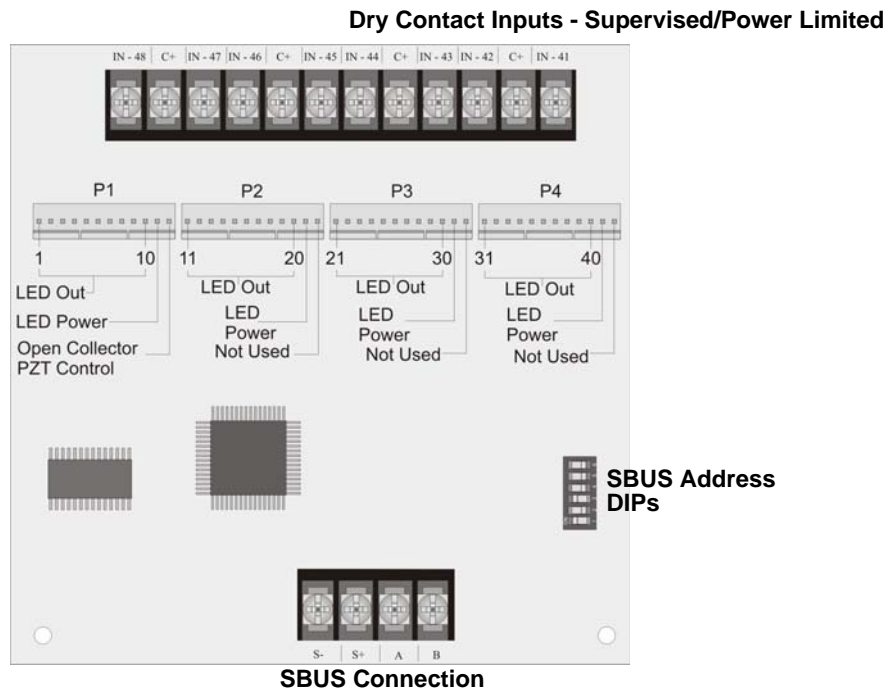 Dry Contact Inputs - Supervised/Power Limited
IN - 48 C+ IN - 47 IN - 46 C+ IN - 45 IN - 44 C+ IN - 43 IN - 42 C+ IN - 41
P1 P2 P3 P4
1 10 11 20 21 30 31 40
LED Out
LED Power
Open Collector
PZT Control
LED Out
LED
Power
Not Used
LED Out
LED
Power
Not Used
LED Out
LED
Power
Not Used
SBUS Address
DIPs
S- S+ A B
SBUS Connection